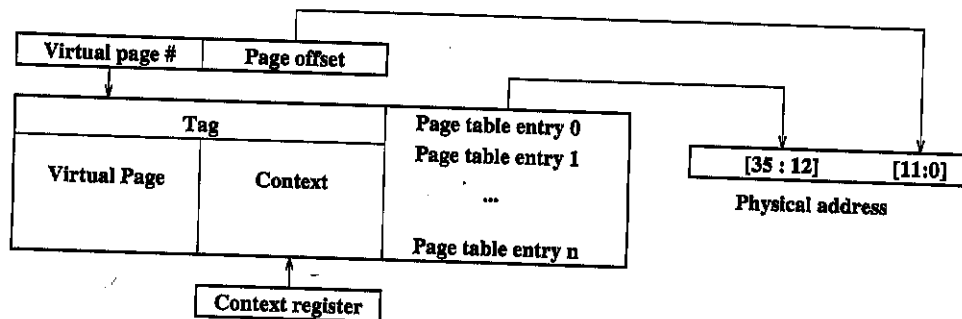 Virtual page # Page offset
Tag Page table entry 0
Page table entry 1
Virtual Page Context [35 : 12] [11:0]
...
Physical address
Page table entry n
Context register